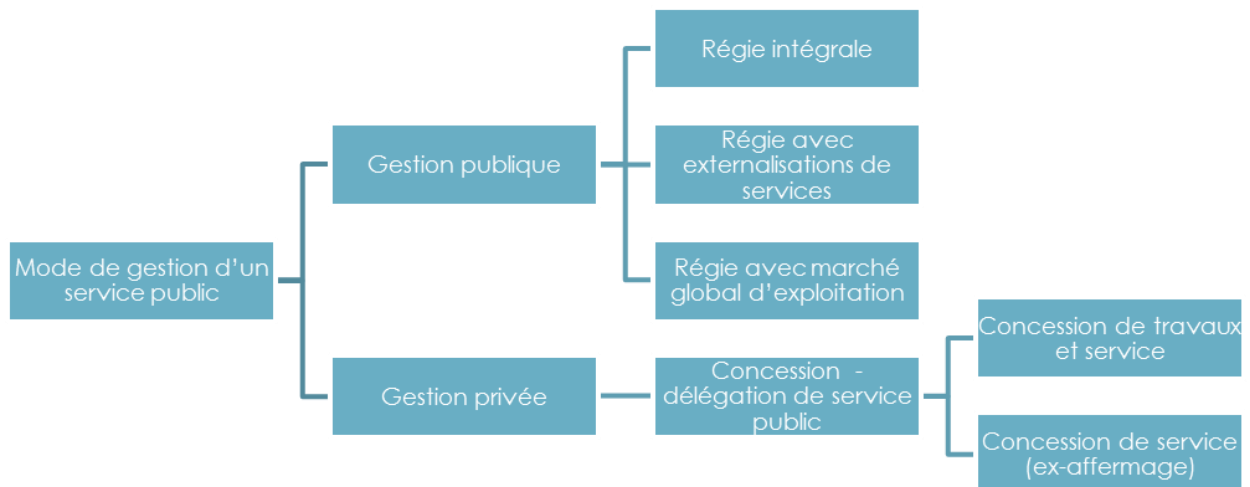 Mode de gestion d'un
service public
Gestion publique
Régie intégrale
Régie avec
externalisations de
services
Régie avec marché
global d'exploitation
Gestion privée
Concession -
délégation de service
public
Concession de travaux
et service
Concession de service
(ex-affermage)